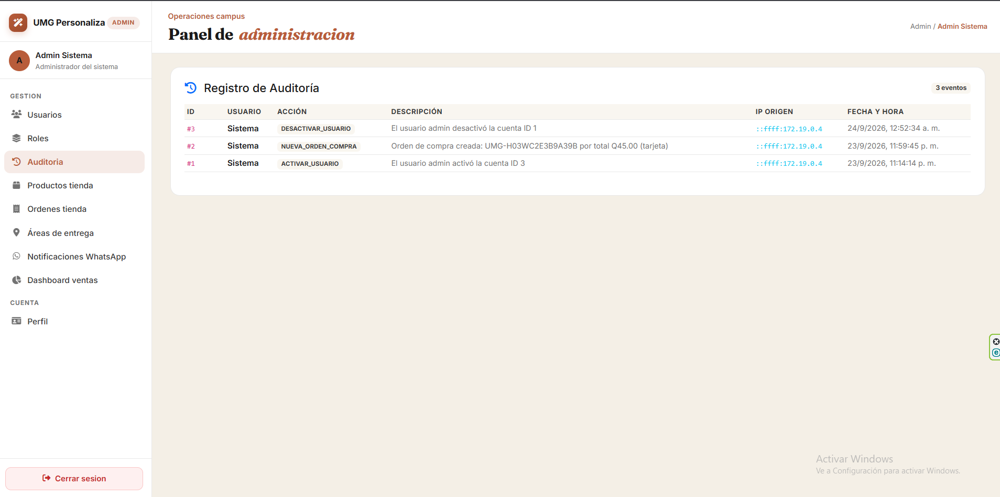 UMG Personaliza ADMIN
Admin Sistema
Administrador del sistema
GESTION
Usuarios
Roles
Auditoria
Productos tienda
Ordenes tienda
Áreas de entrega
Notificaciones WhatsApp
Dashboard ventas
CUENTA
Perfil
Cerrar sesion
Operaciones campus
Panel de administracion
Admin / Admin Sistema
Registro de Auditoría
3 eventos
ID USUARIO ACCIÓN DESCRIPCIÓN IP ORIGEN FECHA Y HORA
#3 Sistema DESACTIVAR_USUARIO El usuario admin desactivó la cuenta ID 1 ::ffff:172.19.0.4 24/9/2026, 12:52:34 a. m.
#2 Sistema NUEVA_ORDEN_COMPRA Orden de compra creada: UMG-H03WC2E3B9A39B por total Q45.00 (tarjeta) ::ffff:172.19.0.4 23/9/2026, 11:59:45 p. m.
#1 Sistema ACTIVAR_USUARIO El usuario admin activó la cuenta ID 3 ::ffff:172.19.0.4 23/9/2026, 11:14:14 p. m.
Activar Windows
Ve a Configuración para activar Windows.
A
e